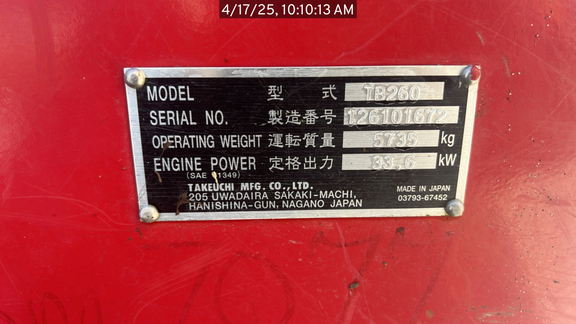 4/17/25, 10:10:13 AM
MODEL 型式 TB260
SERIAL NO. 製造番号 126101672
OPERATING WEIGHT 運転質量 5735 kg
ENGINE POWER 定格出力 33.6 kW
(SAE J1349)
TAKEUCHI MFG. CO., LTD.
205 UWADAIRA SAKAKI-MACHI,
HANISHINA-GUN, NAGANO JAPAN
MADE IN JAPAN
03793-67452